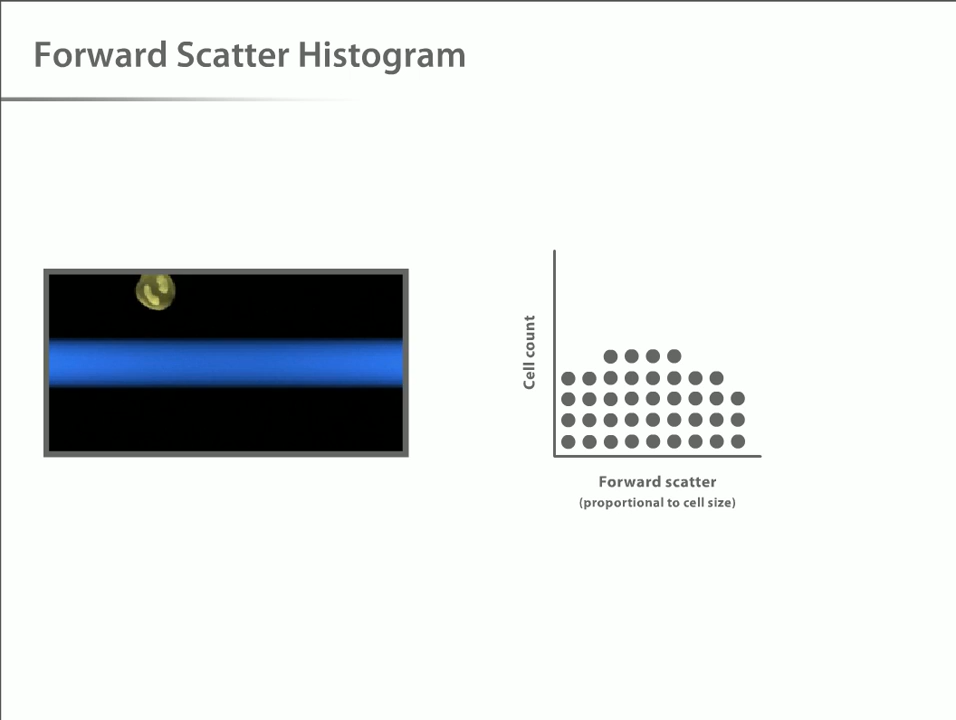 Forward Scatter Histogram
Cell count
Forward scatter
(proportional to cell size)